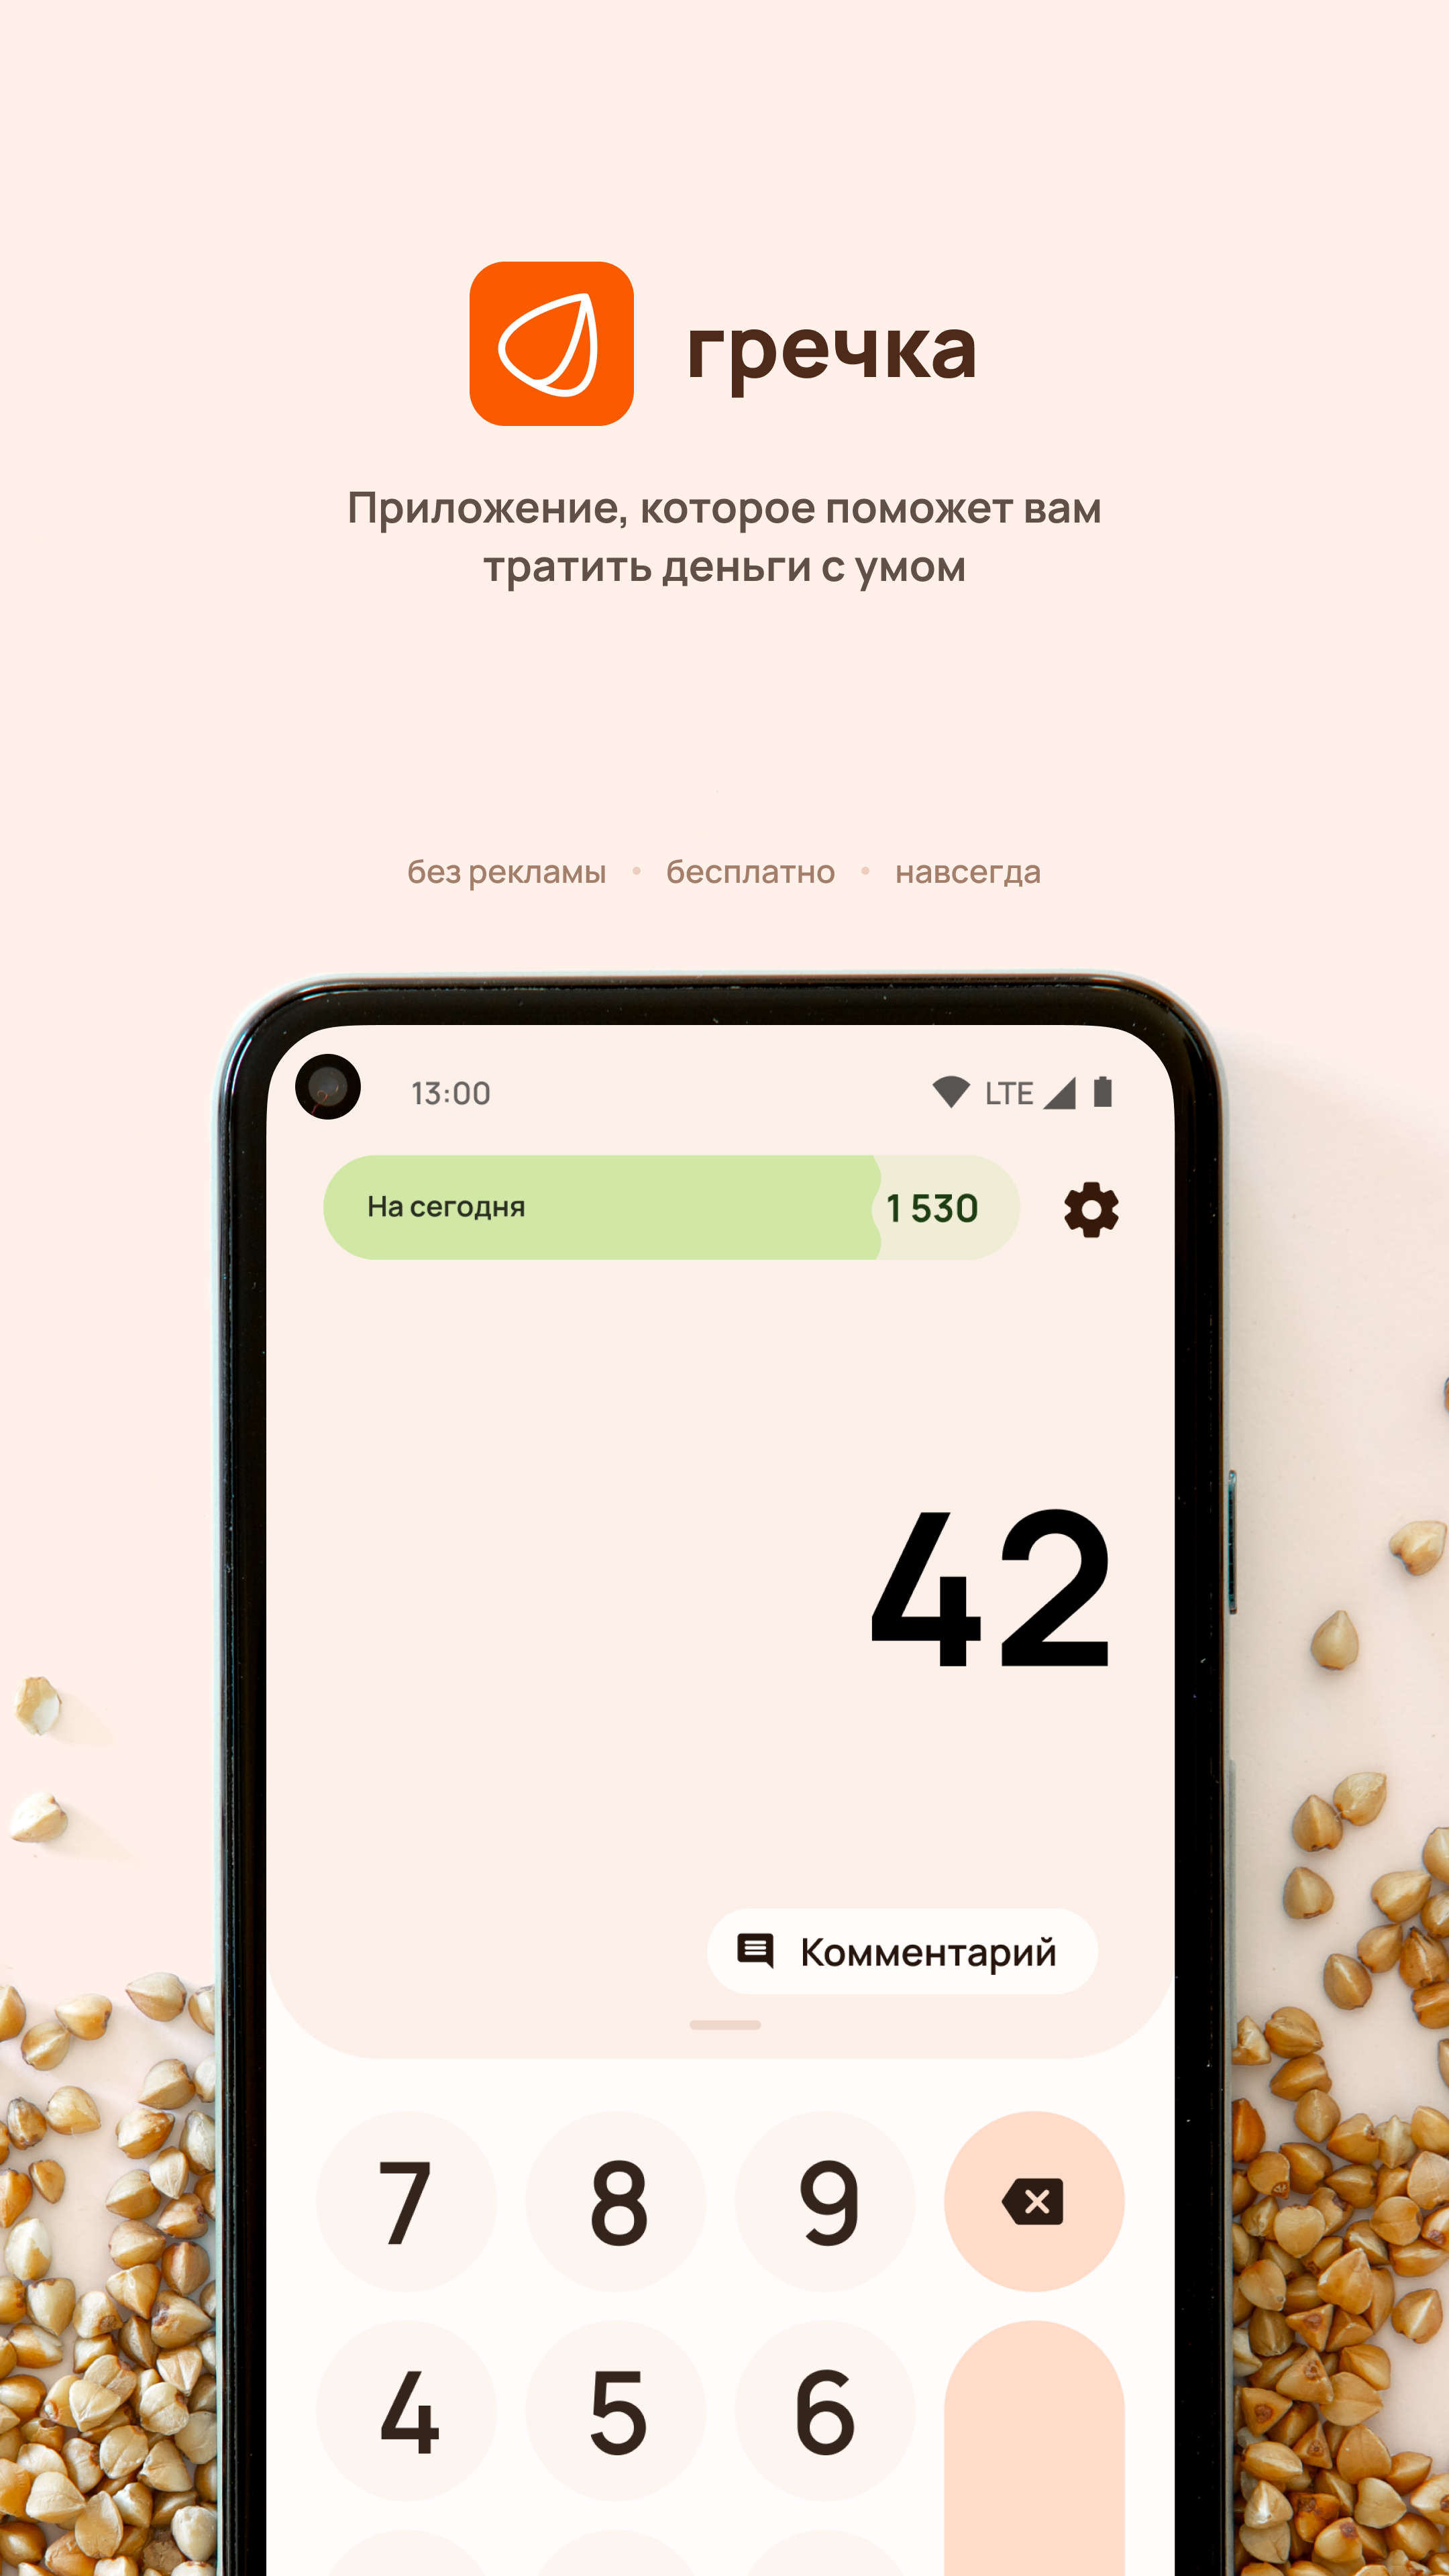 гречка
Приложение, которое поможет вам
тратить деньги с умом
без рекламы • бесплатно • навсегда
13:00 LTE
На сегодня 1 530
42
Комментарий
7 8 9
4 5 6